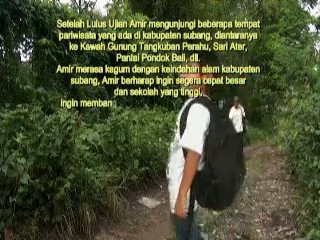 Setelah Lulus Ujian Amir mengunjungi beberapa tempat
pariwista yang ada di kabupaten subang, diantaranya
ke Kawah Gunung Tangkuban Perahu, Sari Ater,
Pantai Pondok Bali, dll.
Amir merasa kagum dengan keindahan alam kabupaten
subang, Amir berharap ingin segera cepat besar
dan sekolah yang tinggi,
ingin memban